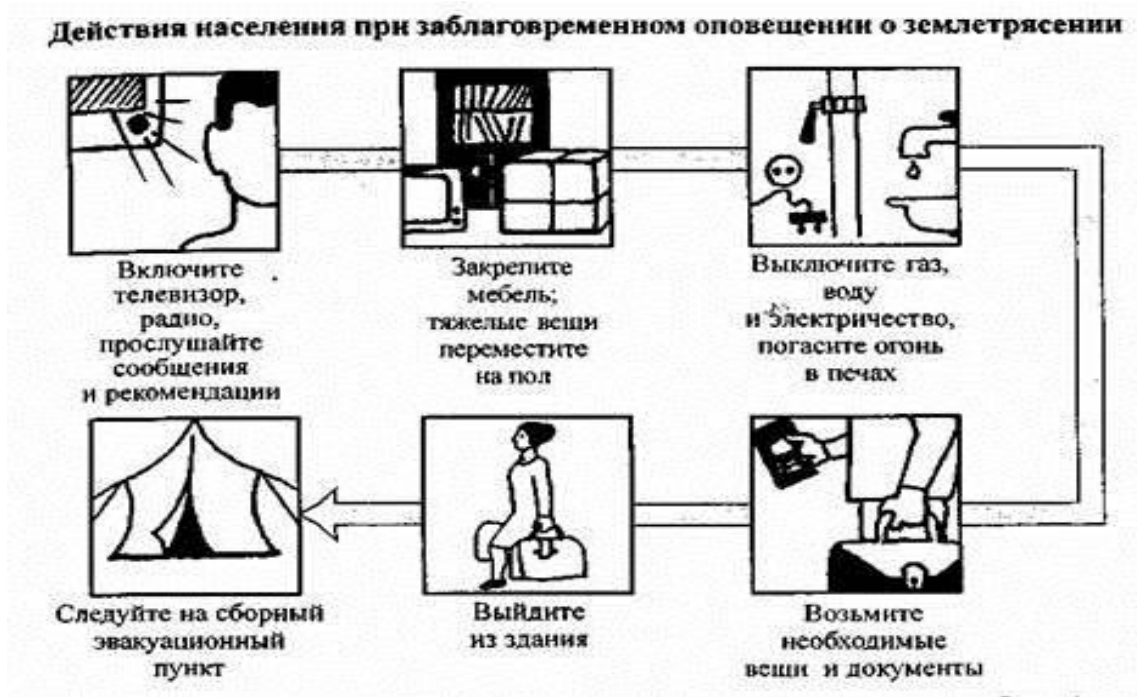 Действия населения при заблаговременном оповещении о землетрясении
Включите
телевизор,
радио,
прослушайте
сообщения
и рекомендации
Закрепите
мебель;
тяжелые вещи
переместите
на пол
Выключите газ,
воду
и электричество,
погасите огонь
в печах
Возьмите
необходимые
вещи и документы
Выйдите
из здания
Следуйте на сборный
эвакуационный
пункт